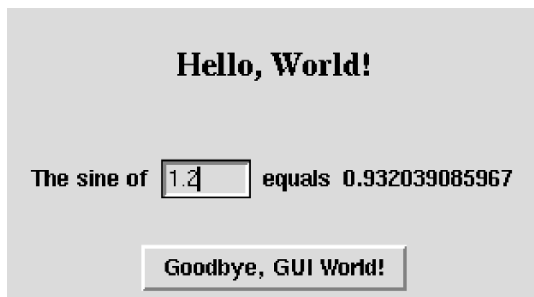 Hello, World!
The sine of 1.2 equals 0.932039085967
Goodbye, GUI World!